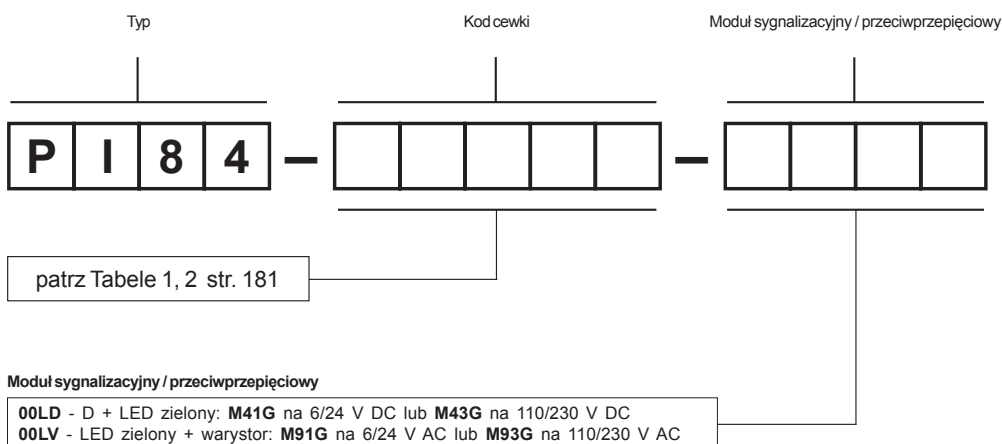 Typ Kod cewki Moduł sygnalizacyjny / przeciwprzepięciowy
P I 8 4 – –
patrz Tabele 1, 2 str. 181
Moduł sygnalizacyjny / przeciwprzepięciowy
00LD - D + LED zielony: M41G na 6/24 V DC lub M43G na 110/230 V DC
00LV - LED zielony + warystor: M91G na 6/24 V AC lub M93G na 110/230 V AC